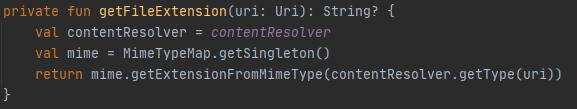 private fun getFileExtension(uri: Uri): String? {
    val contentResolver = contentResolver
    val mime = MimeTypeMap.getSingleton()
    return mime.getExtensionFromMimeType(contentResolver.getType(uri))
}